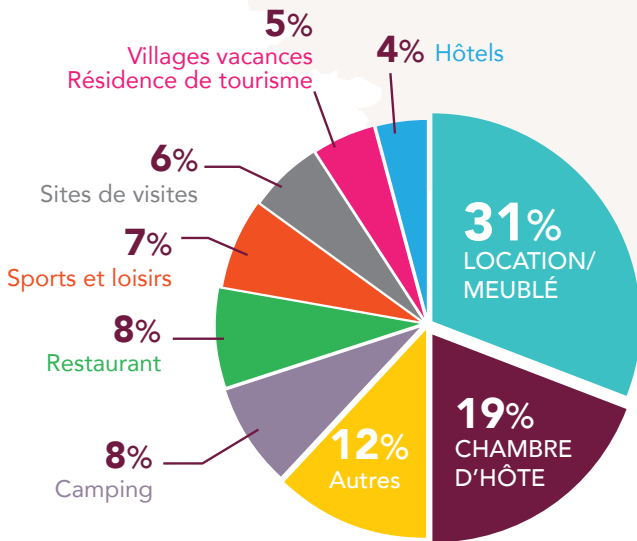 5%
Villages vacances
Résidence de tourisme
4% Hôtels
6%
Sites de visites
7%
Sports et loisirs
8%
Restaurant
8%
Camping
31%
LOCATION/
MEUBLÉ
19%
CHAMBRE
D'HÔTE
12%
Autres